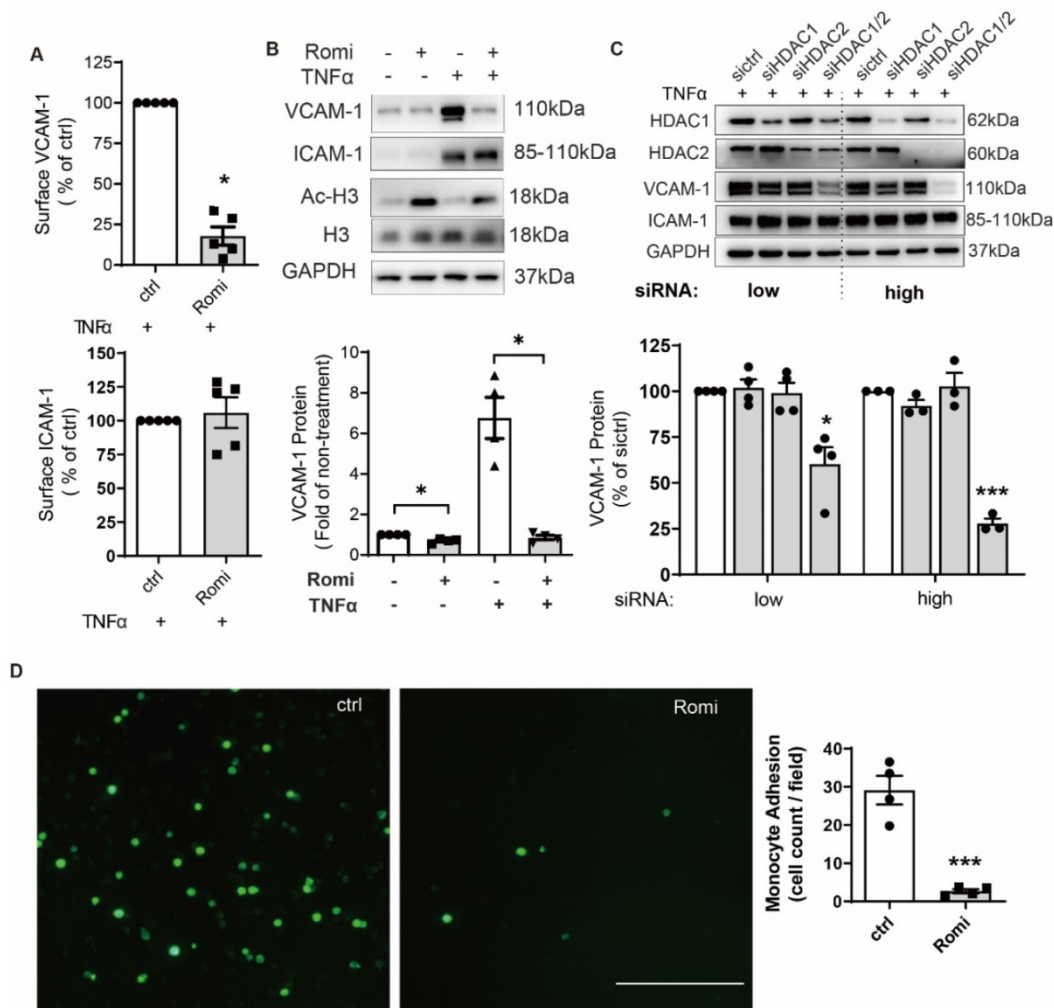 A
Surface VCAM-1
( % of ctrl)
125
100
75
50
25
0
*
ctrl
Romi
TNFα + +
Surface ICAM-1
( % of ctrl)
150
125
100
75
50
25
0
ctrl
Romi
TNFα + +
B
Romi - + - +
TNFα - - + +
VCAM-1 110kDa
ICAM-1 85-110kDa
Ac-H3 18kDa
H3 18kDa
GAPDH 37kDa
VCAM-1 Protein
( Fold of non-treatment)
10
8
6
4
2
0
*
*
Romi - + - +
TNFα - - + +
C
sictrl siHDAC1 siHDAC2 siHDAC1/2 sictrl siHDAC1 siHDAC2 siHDAC1/2
TNFα + + + + + + + +
HDAC1 62kDa
HDAC2 60kDa
VCAM-1 110kDa
ICAM-1 85-110kDa
GAPDH 37kDa
siRNA: low high
VCAM-1 Protein
(% of sictrl)
125
100
75
50
25
0
*
***
siRNA: low high
D
ctrl
Romi
Monocyte Adhesion
(cell count / field)
40
30
20
10
0
***
ctrl
Romi